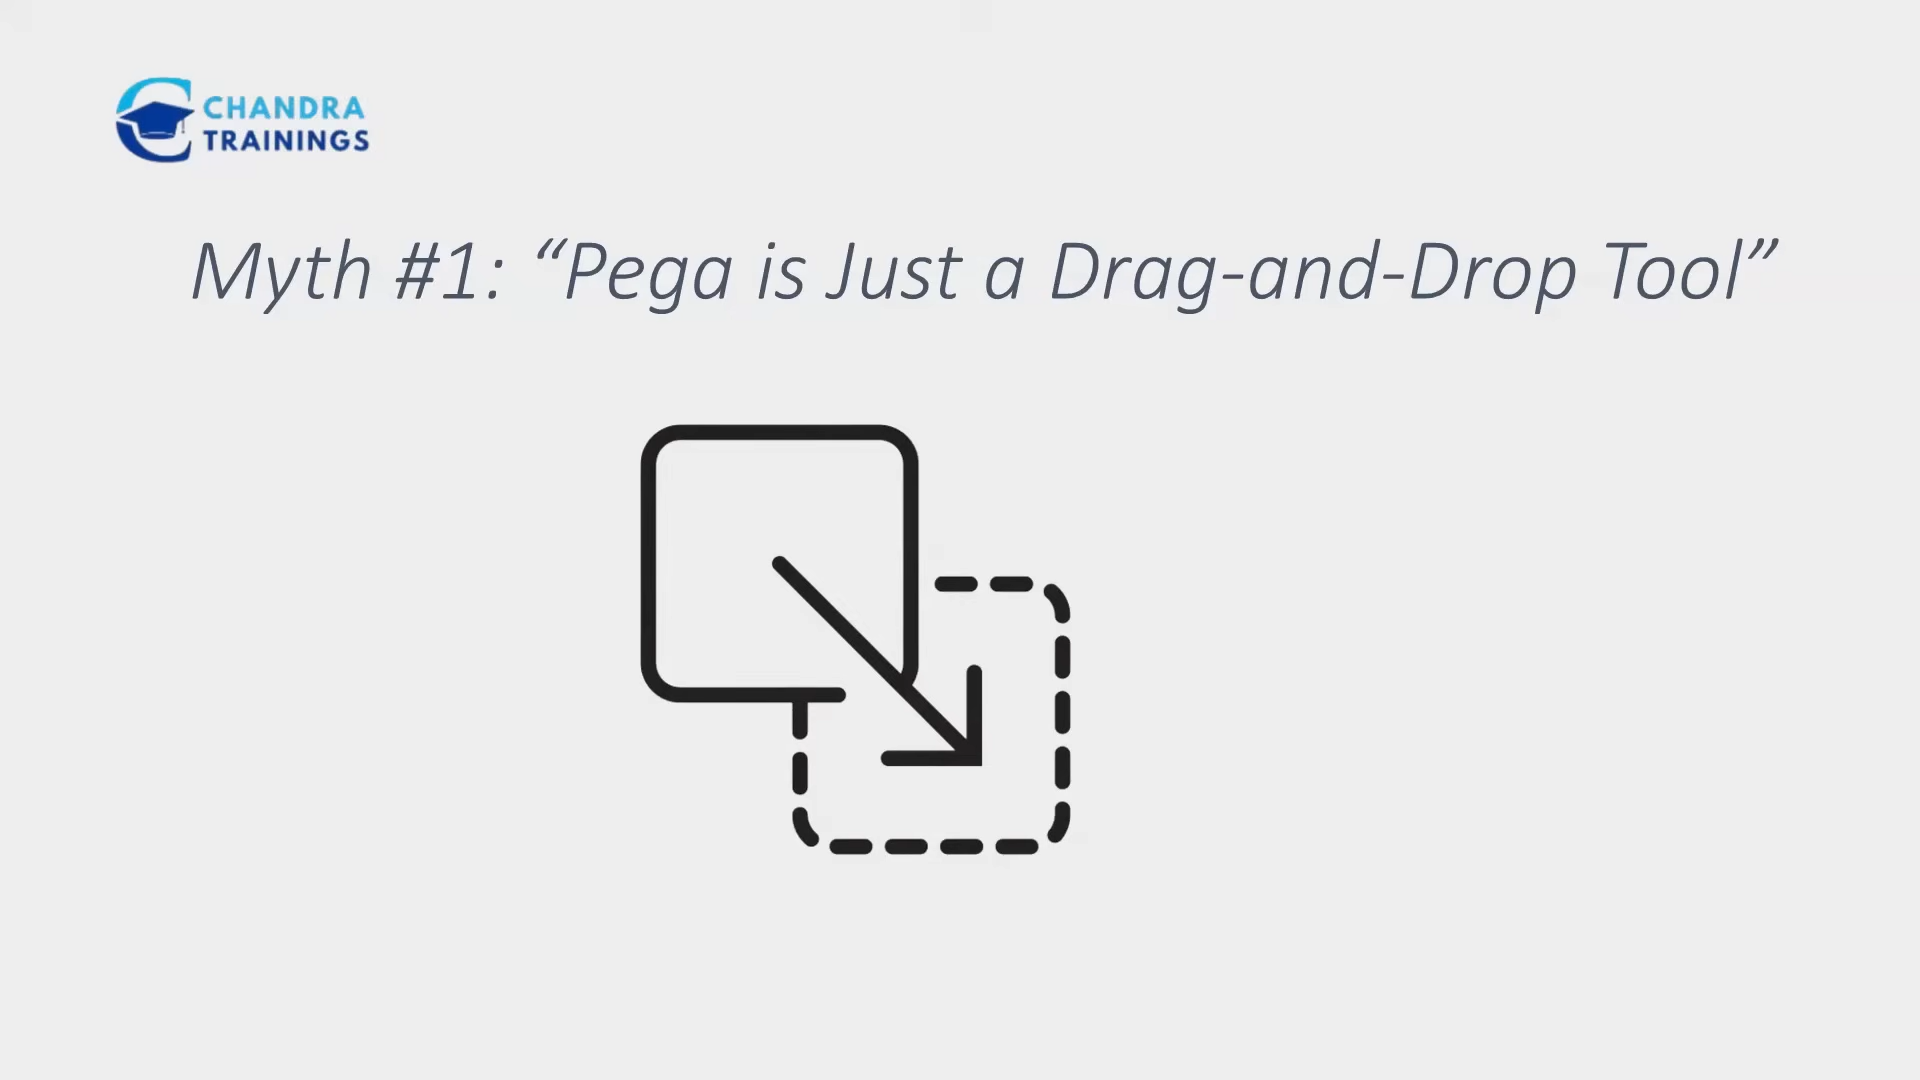 CHANDRA
TRAININGS
Myth #1: “Pega is Just a Drag-and-Drop Tool”